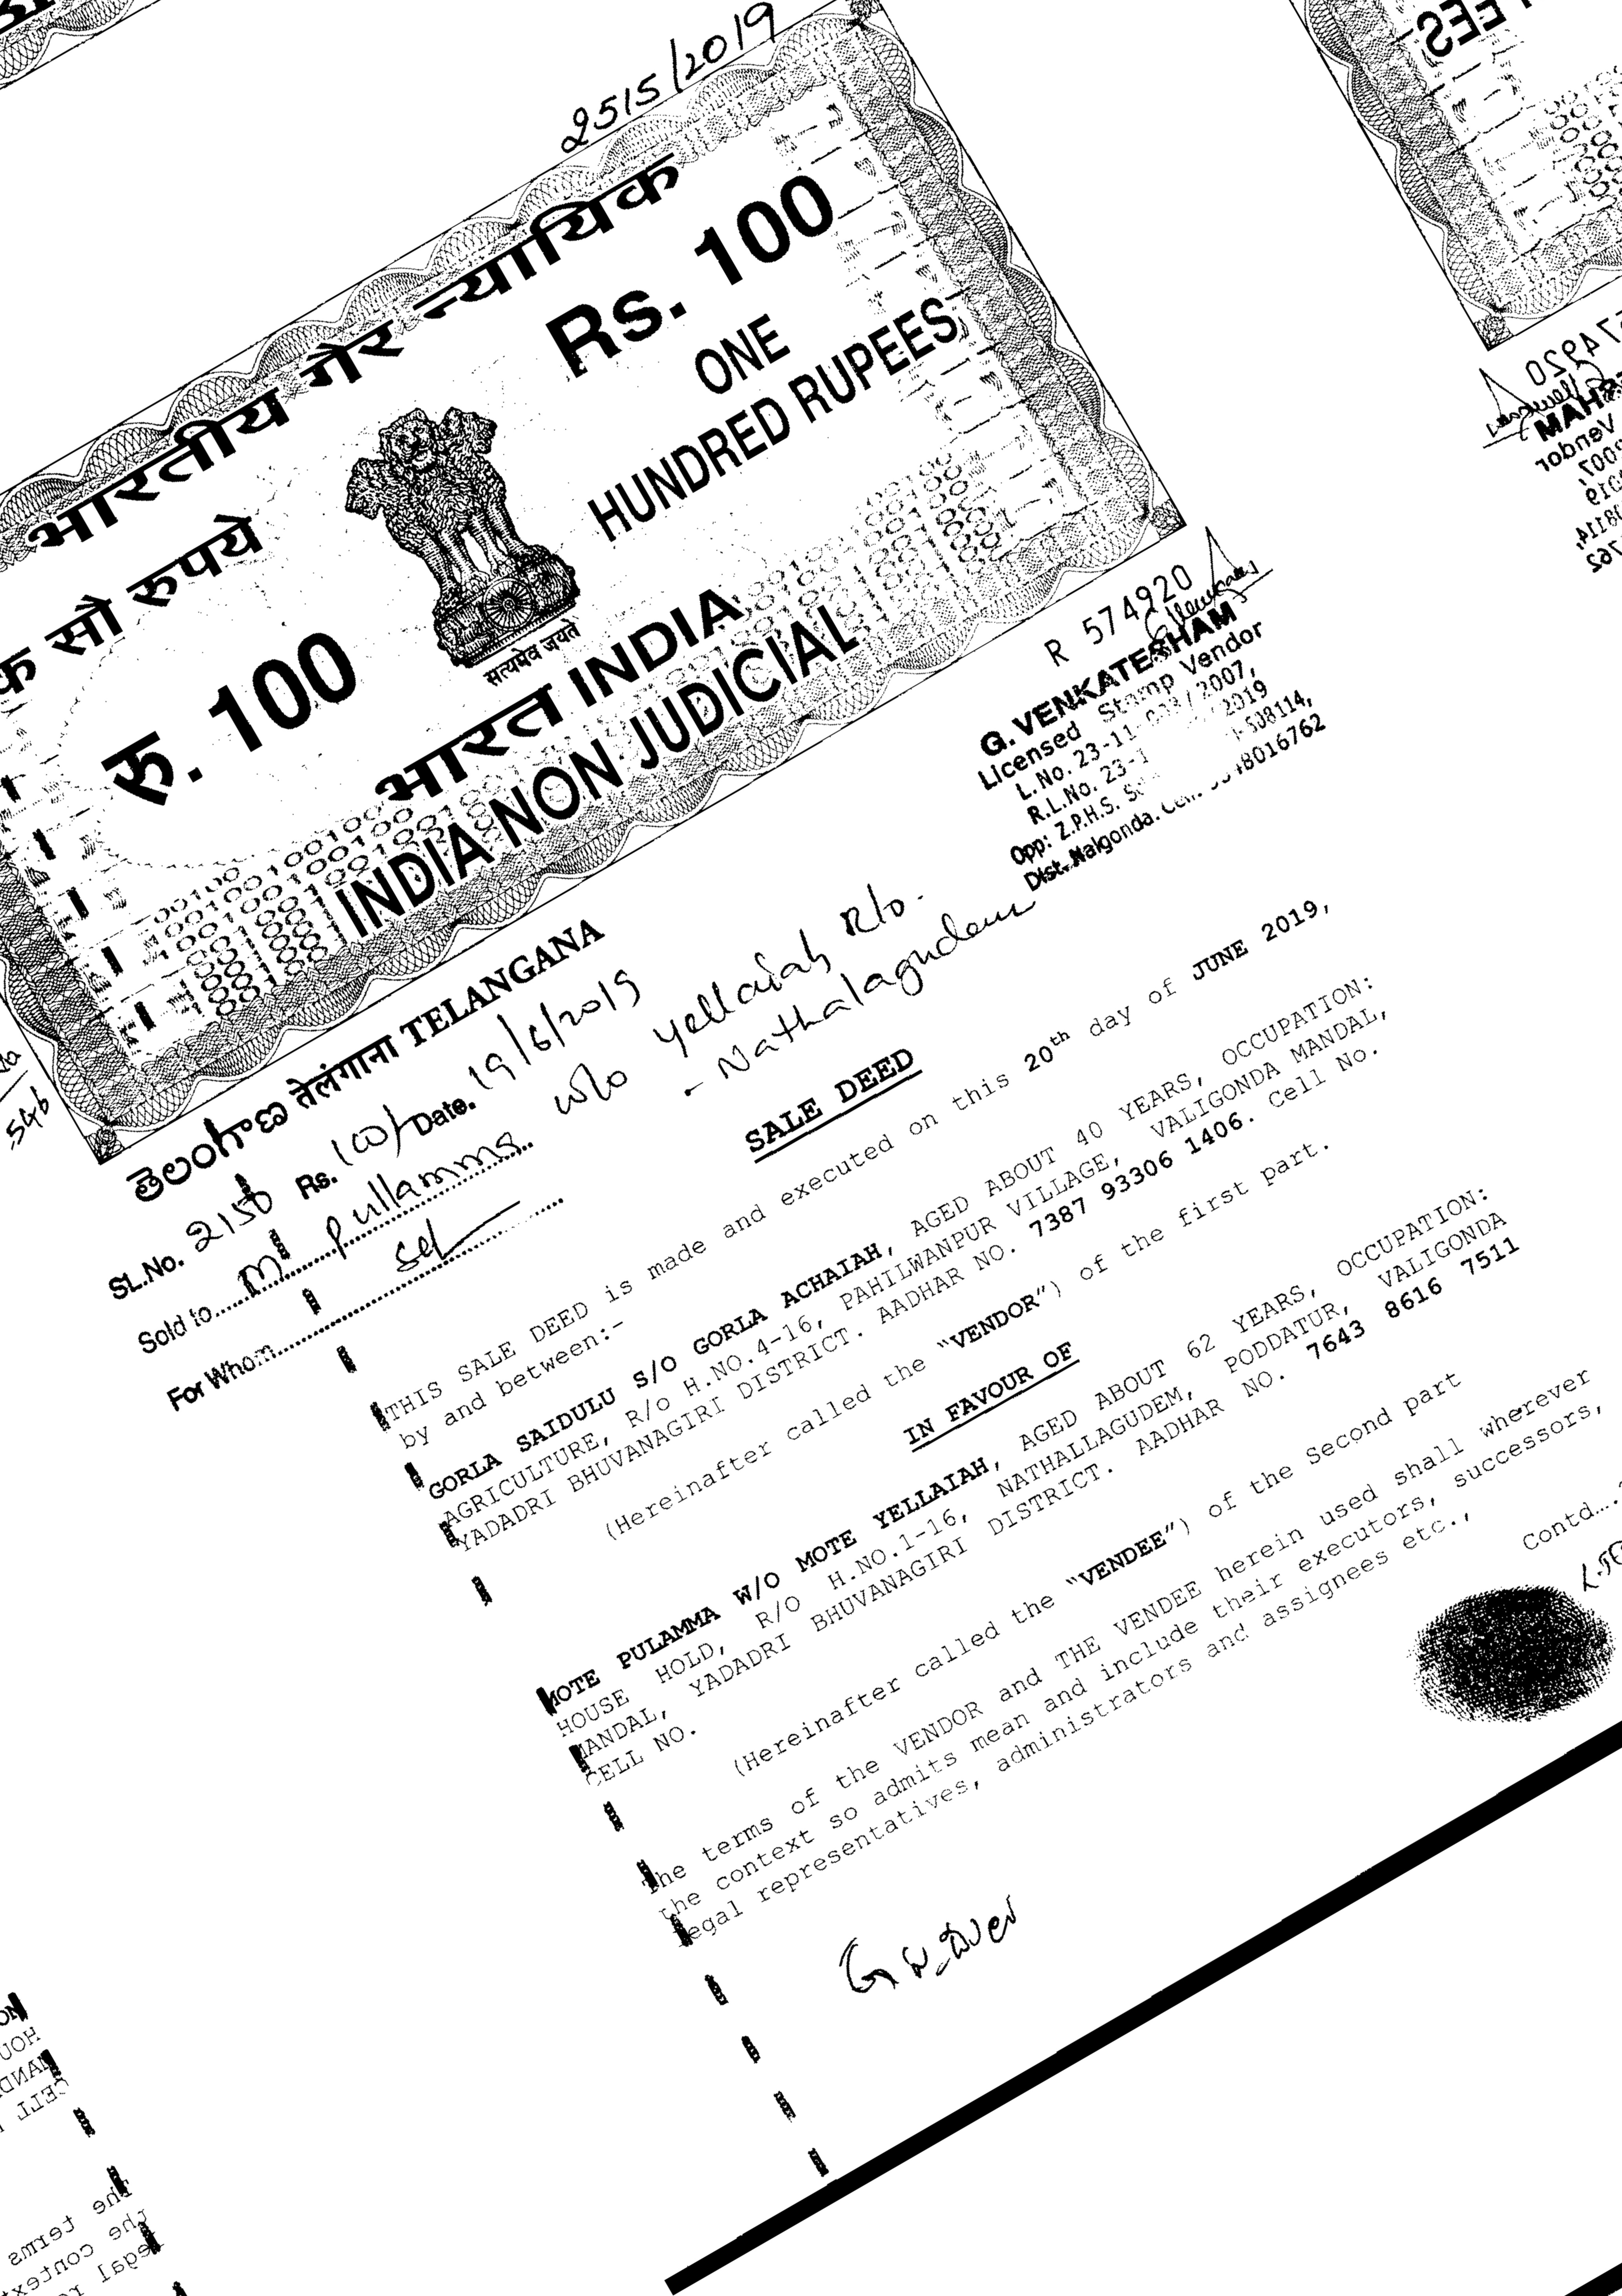 2515/2019
भारतीय गैर न्यायिक
क सौ रुपये
रु. 100
Rs. 100
ONE
HUNDRED RUPEES
सत्यमेव जयते
भारत INDIA
INDIA NON JUDICIAL
తెలంగాణ तेलंगाना TELANGANA
R 574920
G. VENKATESHAM
Licensed Stamp Vendor
L. No. 23-11-/2007,
R.L.No. 23- 2019
Opp: Z.P.H.S. -508114,
Dist. Nalgonda. Cell. 8016762
SL.No. 2150 Rs. 100/- Date. 19/6/2019
Sold to. M. Pullamma w/o Yellaiah R/o.
- Nathalagudem
For Whom self
SALE DEED
THIS SALE DEED is made and executed on this 20th day of JUNE 2019,
by and between:-
GORLA SAIDULU S/O GORLA ACHAIAH, AGED ABOUT 40 YEARS, OCCUPATION:
AGRICULTURE, R/o H.NO.4-16, PAHILWANPUR VILLAGE, VALIGONDA MANDAL,
YADADRI BHUVANAGIRI DISTRICT. AADHAR NO. 7387 93306 1406. Cell No.
(Hereinafter called the "VENDOR") of the first part.
IN FAVOUR OF
MOTE PULAMMA W/O MOTE YELLAIAH, AGED ABOUT 62 YEARS, OCCUPATION:
HOUSE HOLD, R/O H.NO.1-16, NATHALLAGUDEM, PODDATUR, VALIGONDA
MANDAL, YADADRI BHUVANAGIRI DISTRICT. AADHAR NO. 7643 8616 7511
CELL NO.
(Hereinafter called the "VENDEE") of the Second part
The terms of the VENDOR and THE VENDEE herein used shall wherever
the context so admits mean and include their executors, successors,
legal representatives, administrators and assignees etc.,
Contd....